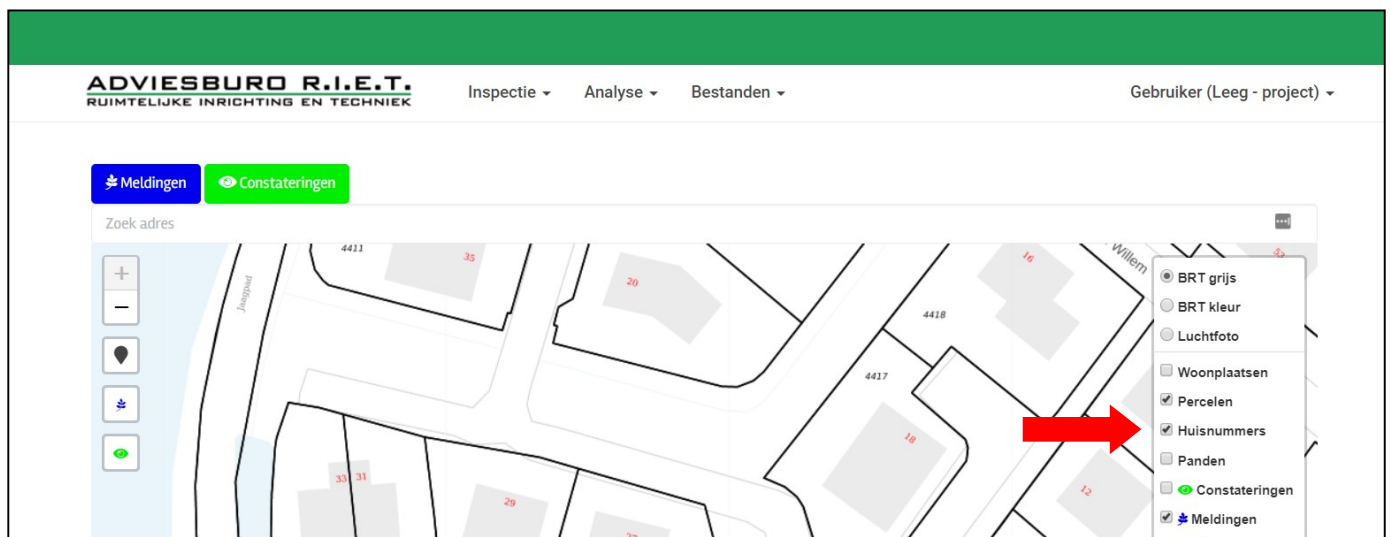 ADVIESBURO R.I.E.T.
RUIMTELIJKE INRICHTING EN TECHNIEK
Inspectie Analyse Bestanden
Gebruiker (Leeg - project)
Meldingen Constateringen
Zoek adres
4411
35
20
16
Willem
53
Jaagpad
4418
4417
18
12
33 31
29
27
BRT grijs
BRT kleur
Luchtfoto
Woonplaatsen
Percelen
Huisnummers
Panden
Constateringen
Meldingen